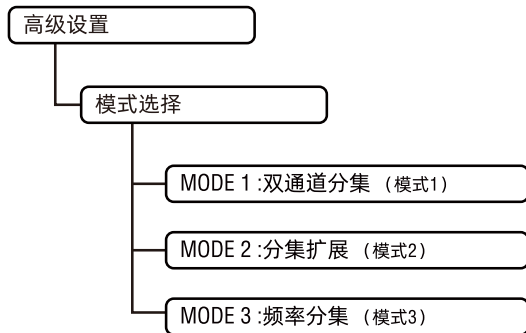 高级设置
模式选择
MODE 1 :双通道分集 (模式1)
MODE 2 :分集扩展 (模式2)
MODE 3 :频率分集 (模式3)